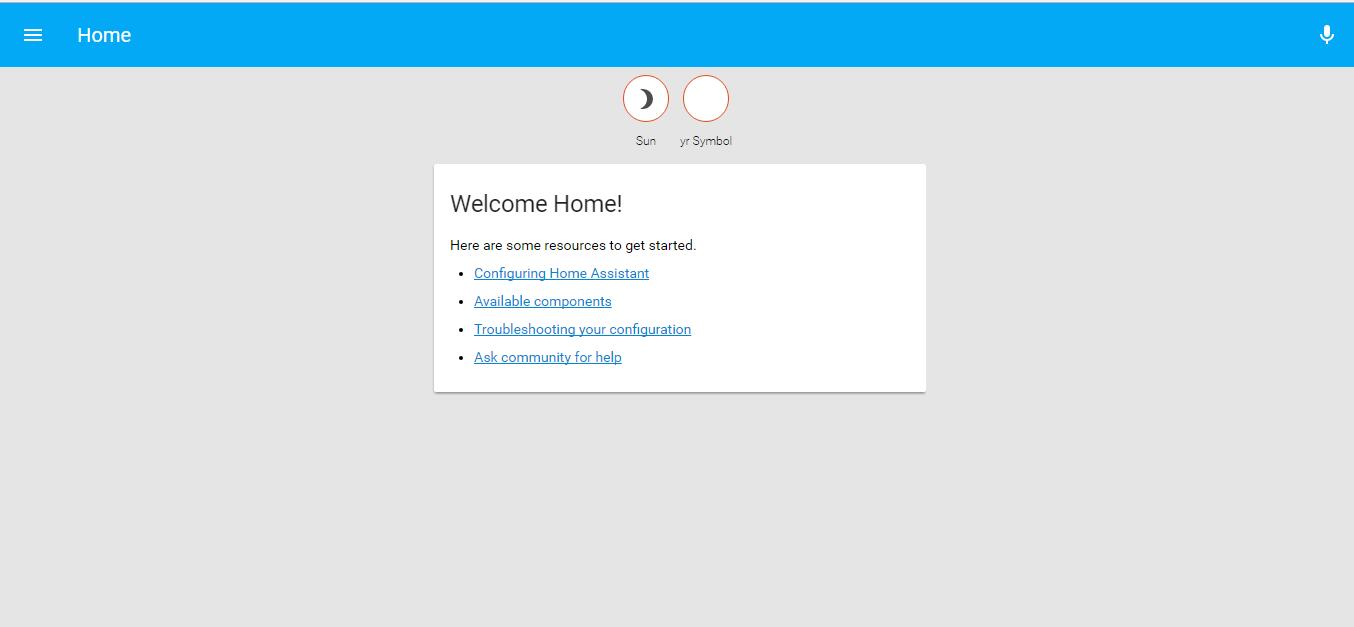 Home
Sun yr Symbol
Welcome Home!
Here are some resources to get started.
Configuring Home Assistant
Available components
Troubleshooting your configuration
Ask community for help